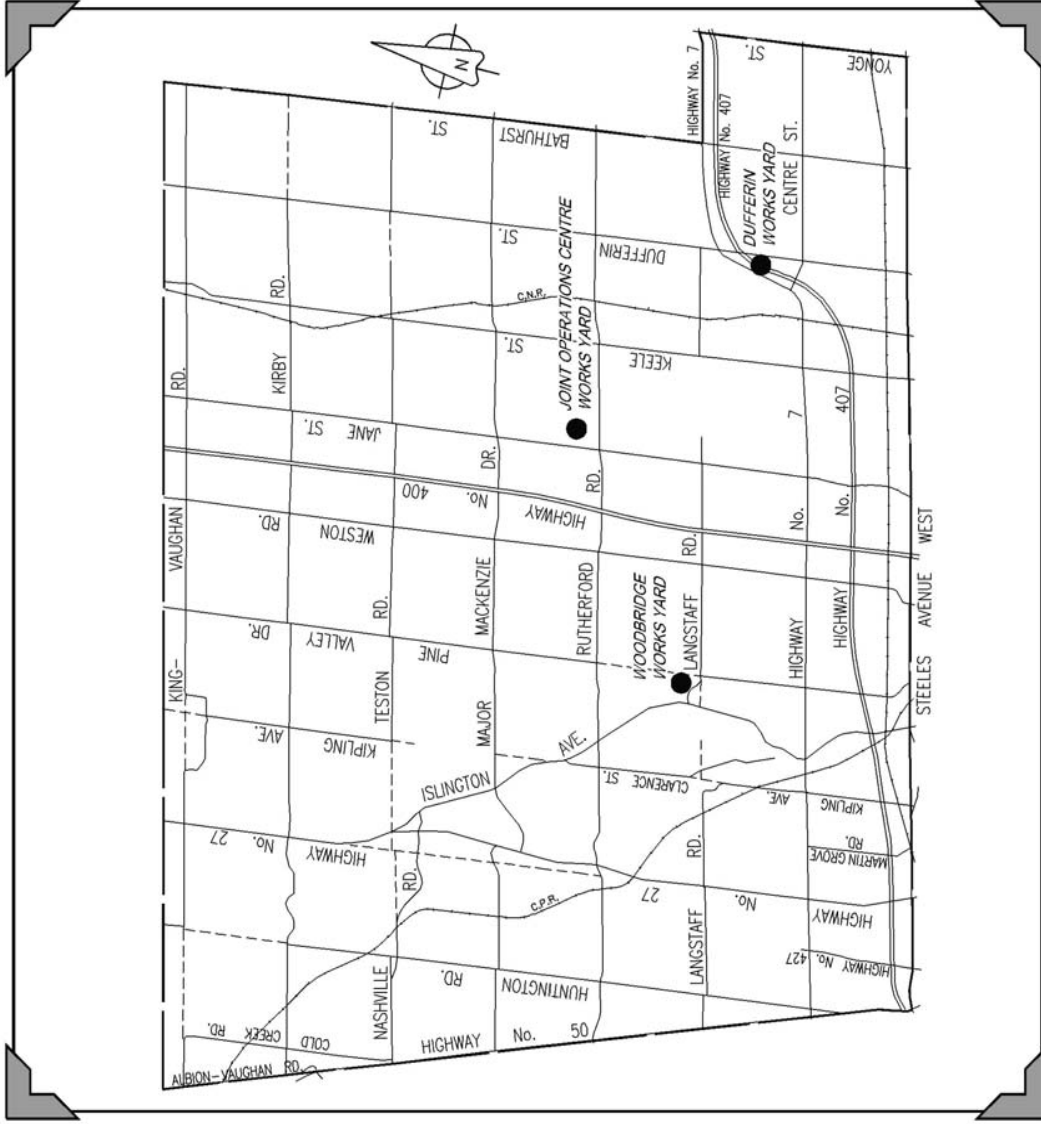 N
HIGHWAY No. 7
HIGHWAY No. 407
ST.
YONGE
ST.
BATHURST
DUFFERIN
WORKS YARD
CENTRE ST.
ST.
DUFFERIN
JOINT OPERATIONS CENTRE
WORKS YARD
C.N.R.
RD.
KIRBY
RD.
ST.
KEELE
JANE ST.
DR.
RD.
7
407
No. 400
HIGHWAY
No.
No.
VAUGHAN
RD.
WESTON
RD.
MACKENZIE
RUTHERFORD
RD.
WOODBRIDGE
WORKS YARD
LANGSTAFF
HIGHWAY
HIGHWAY
STEELES AVENUE WEST
DR.
VALLEY
PINE
KING-
TESTON
MAJOR
AVE.
KIPLING
ISLINGTON
AVE.
CLARENCE ST.
KIPLING AVE.
MARTIN GROVE
RD.
HIGHWAY No. 27
RD.
C.P.R.
27
No.
HIGHWAY
RD.
LANGSTAFF
HIGHWAY No. 427
NASHVILLE
RD.
HUNTINGTON
COLD CREEK RD.
HIGHWAY No. 50
ALBION-VAUGHAN RD.